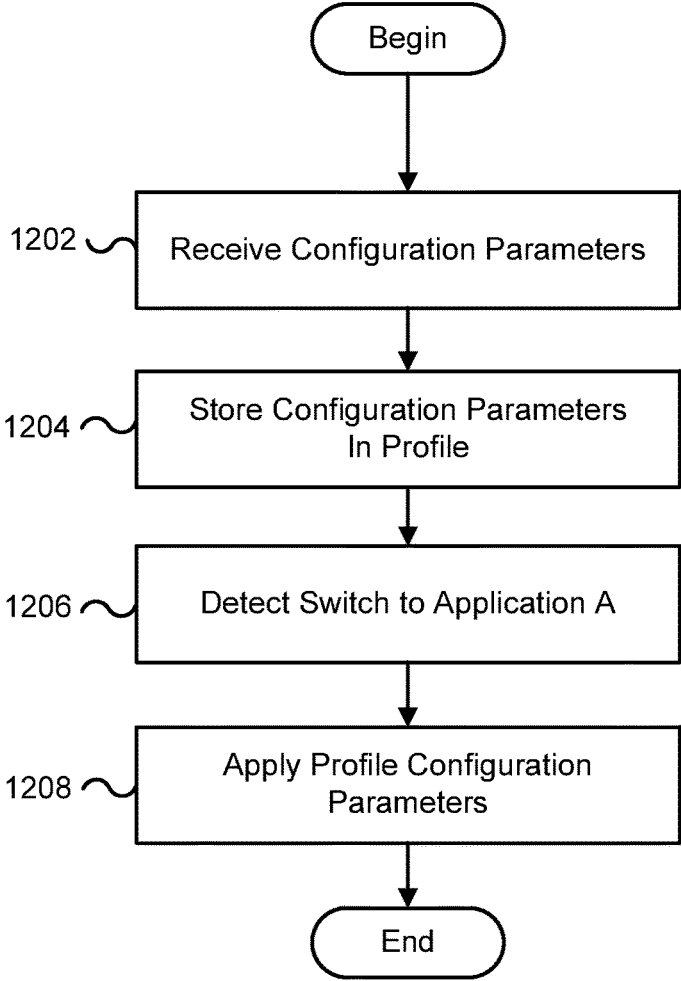 Begin
1202
Receive Configuration Parameters
1204
Store Configuration Parameters
In Profile
1206
Detect Switch to Application A
1208
Apply Profile Configuration
Parameters
End